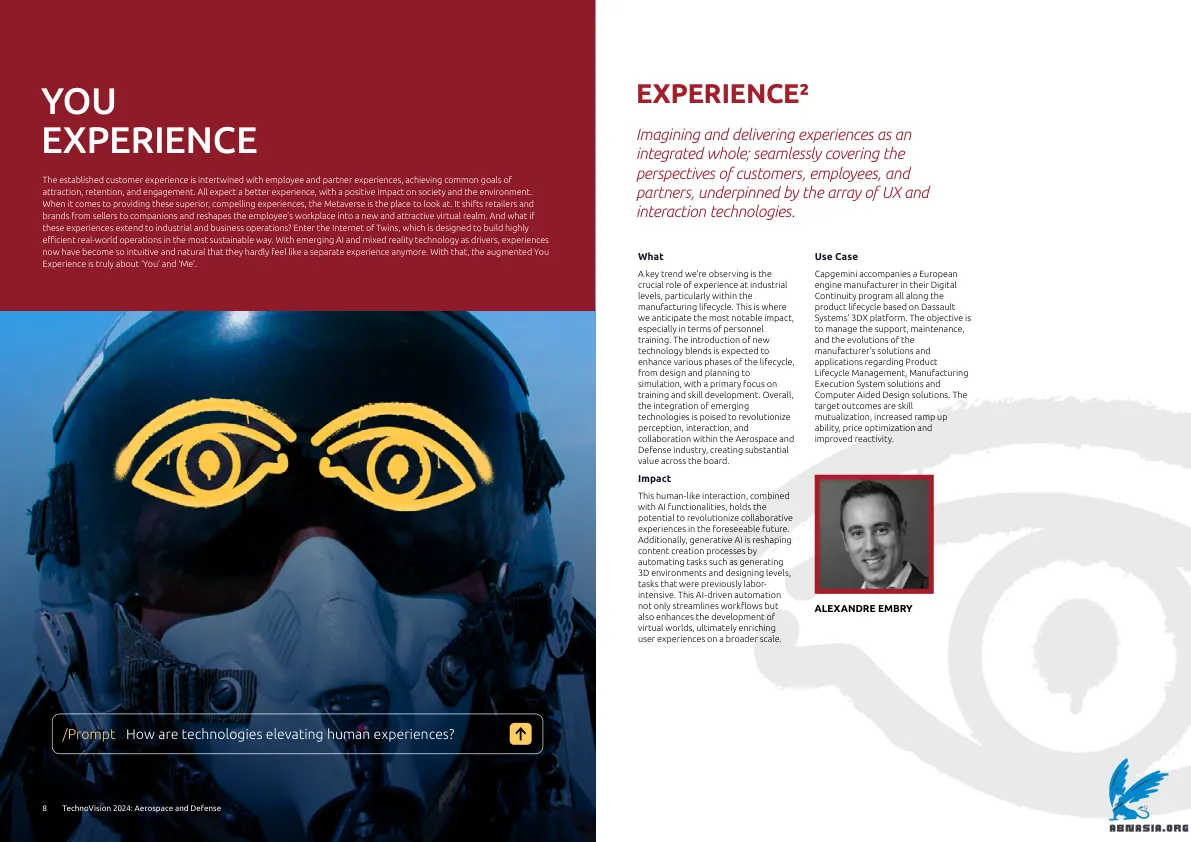 YOU
EXPERIENCE
The established customer experience is intertwined with employee and partner experiences, achieving common goals of
attraction, retention, and engagement. All expect a better experience, with a positive impact on society and the environment.
When it comes to providing these superior, compelling experiences, the Metaverse is the place to look at. It shifts retailers and
brands from sellers to companions and reshapes the employee's workplace into a new and attractive virtual realm. And what if
these experiences extend to industrial and business operations? Enter the Internet of Twins, which is designed to build highly
efficient real-world operations in the most sustainable way. With emerging AI and mixed reality technology as drivers, experiences
now have become so intuitive and natural that they hardly feel like a separate experience anymore. With that, the augmented You
Experience is truly about 'You' and 'Me'.
/Prompt How are technologies elevating human experiences?
8 TechnoVision 2024: Aerospace and Defense
EXPERIENCE²
Imagining and delivering experiences as an
integrated whole; seamlessly covering the
perspectives of customers, employees, and
partners, underpinned by the array of UX and
interaction technologies.
What
A key trend we're observing is the
crucial role of experience at industrial
levels, particularly within the
manufacturing lifecycle. This is where
we anticipate the most notable impact,
especially in terms of personnel
training. The introduction of new
technology blends is expected to
enhance various phases of the lifecycle,
from design and planning to
simulation, with a primary focus on
training and skill development. Overall,
the integration of emerging
technologies is poised to revolutionize
perception, interaction, and
collaboration within the Aerospace and
Defense industry, creating substantial
value across the board.
Impact
This human-like interaction, combined
with AI functionalities, holds the
potential to revolutionize collaborative
experiences in the foreseeable future.
Additionally, generative AI is reshaping
content creation processes by
automating tasks such as generating
3D environments and designing levels,
tasks that were previously labor-
intensive. This AI-driven automation
not only streamlines workflows but
also enhances the development of
virtual worlds, ultimately enriching
user experiences on a broader scale.
Use Case
Capgemini accompanies a European
engine manufacturer in their Digital
Continuity program all along the
product lifecycle based on Dassault
Systems' 3DX platform. The objective is
to manage the support, maintenance,
and the evolutions of the
manufacturer's solutions and
applications regarding Product
Lifecycle Management, Manufacturing
Execution System solutions and
Computer Aided Design solutions. The
target outcomes are skill
mutualization, increased ramp up
ability, price optimization and
improved reactivity.
ALEXANDRE EMBRY
ABNASIA.ORG